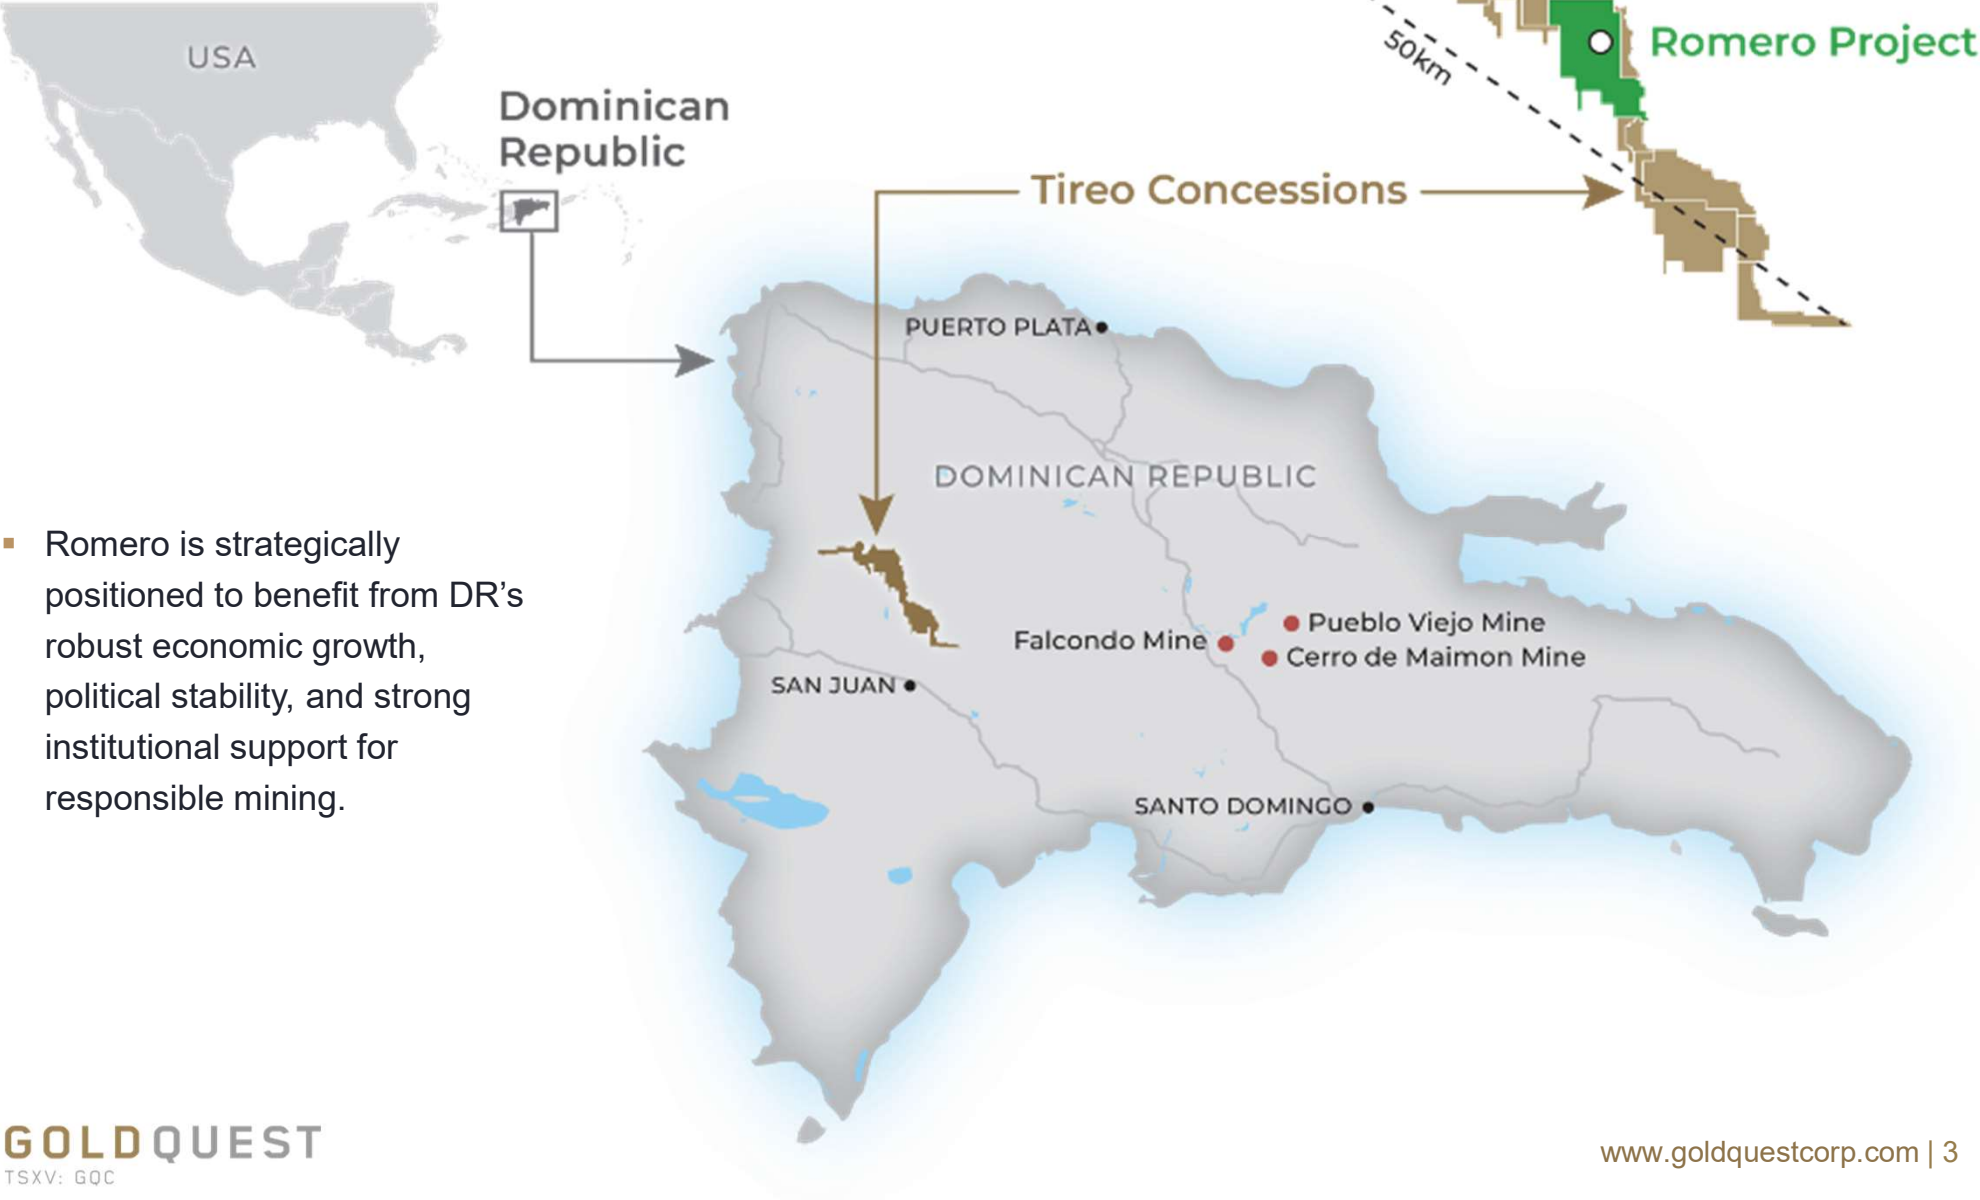 USA
Dominican
Republic
50km
Romero Project
Tireo Concessions
PUERTO PLATA
DOMINICAN REPUBLIC
Romero is strategically
positioned to benefit from DR’s
robust economic growth,
political stability, and strong
institutional support for
responsible mining.
Pueblo Viejo Mine
Falcondo Mine
Cerro de Maimon Mine
SAN JUAN
SANTO DOMINGO
GOLDQUEST
TSXV: GQC
www.goldquestcorp.com | 3